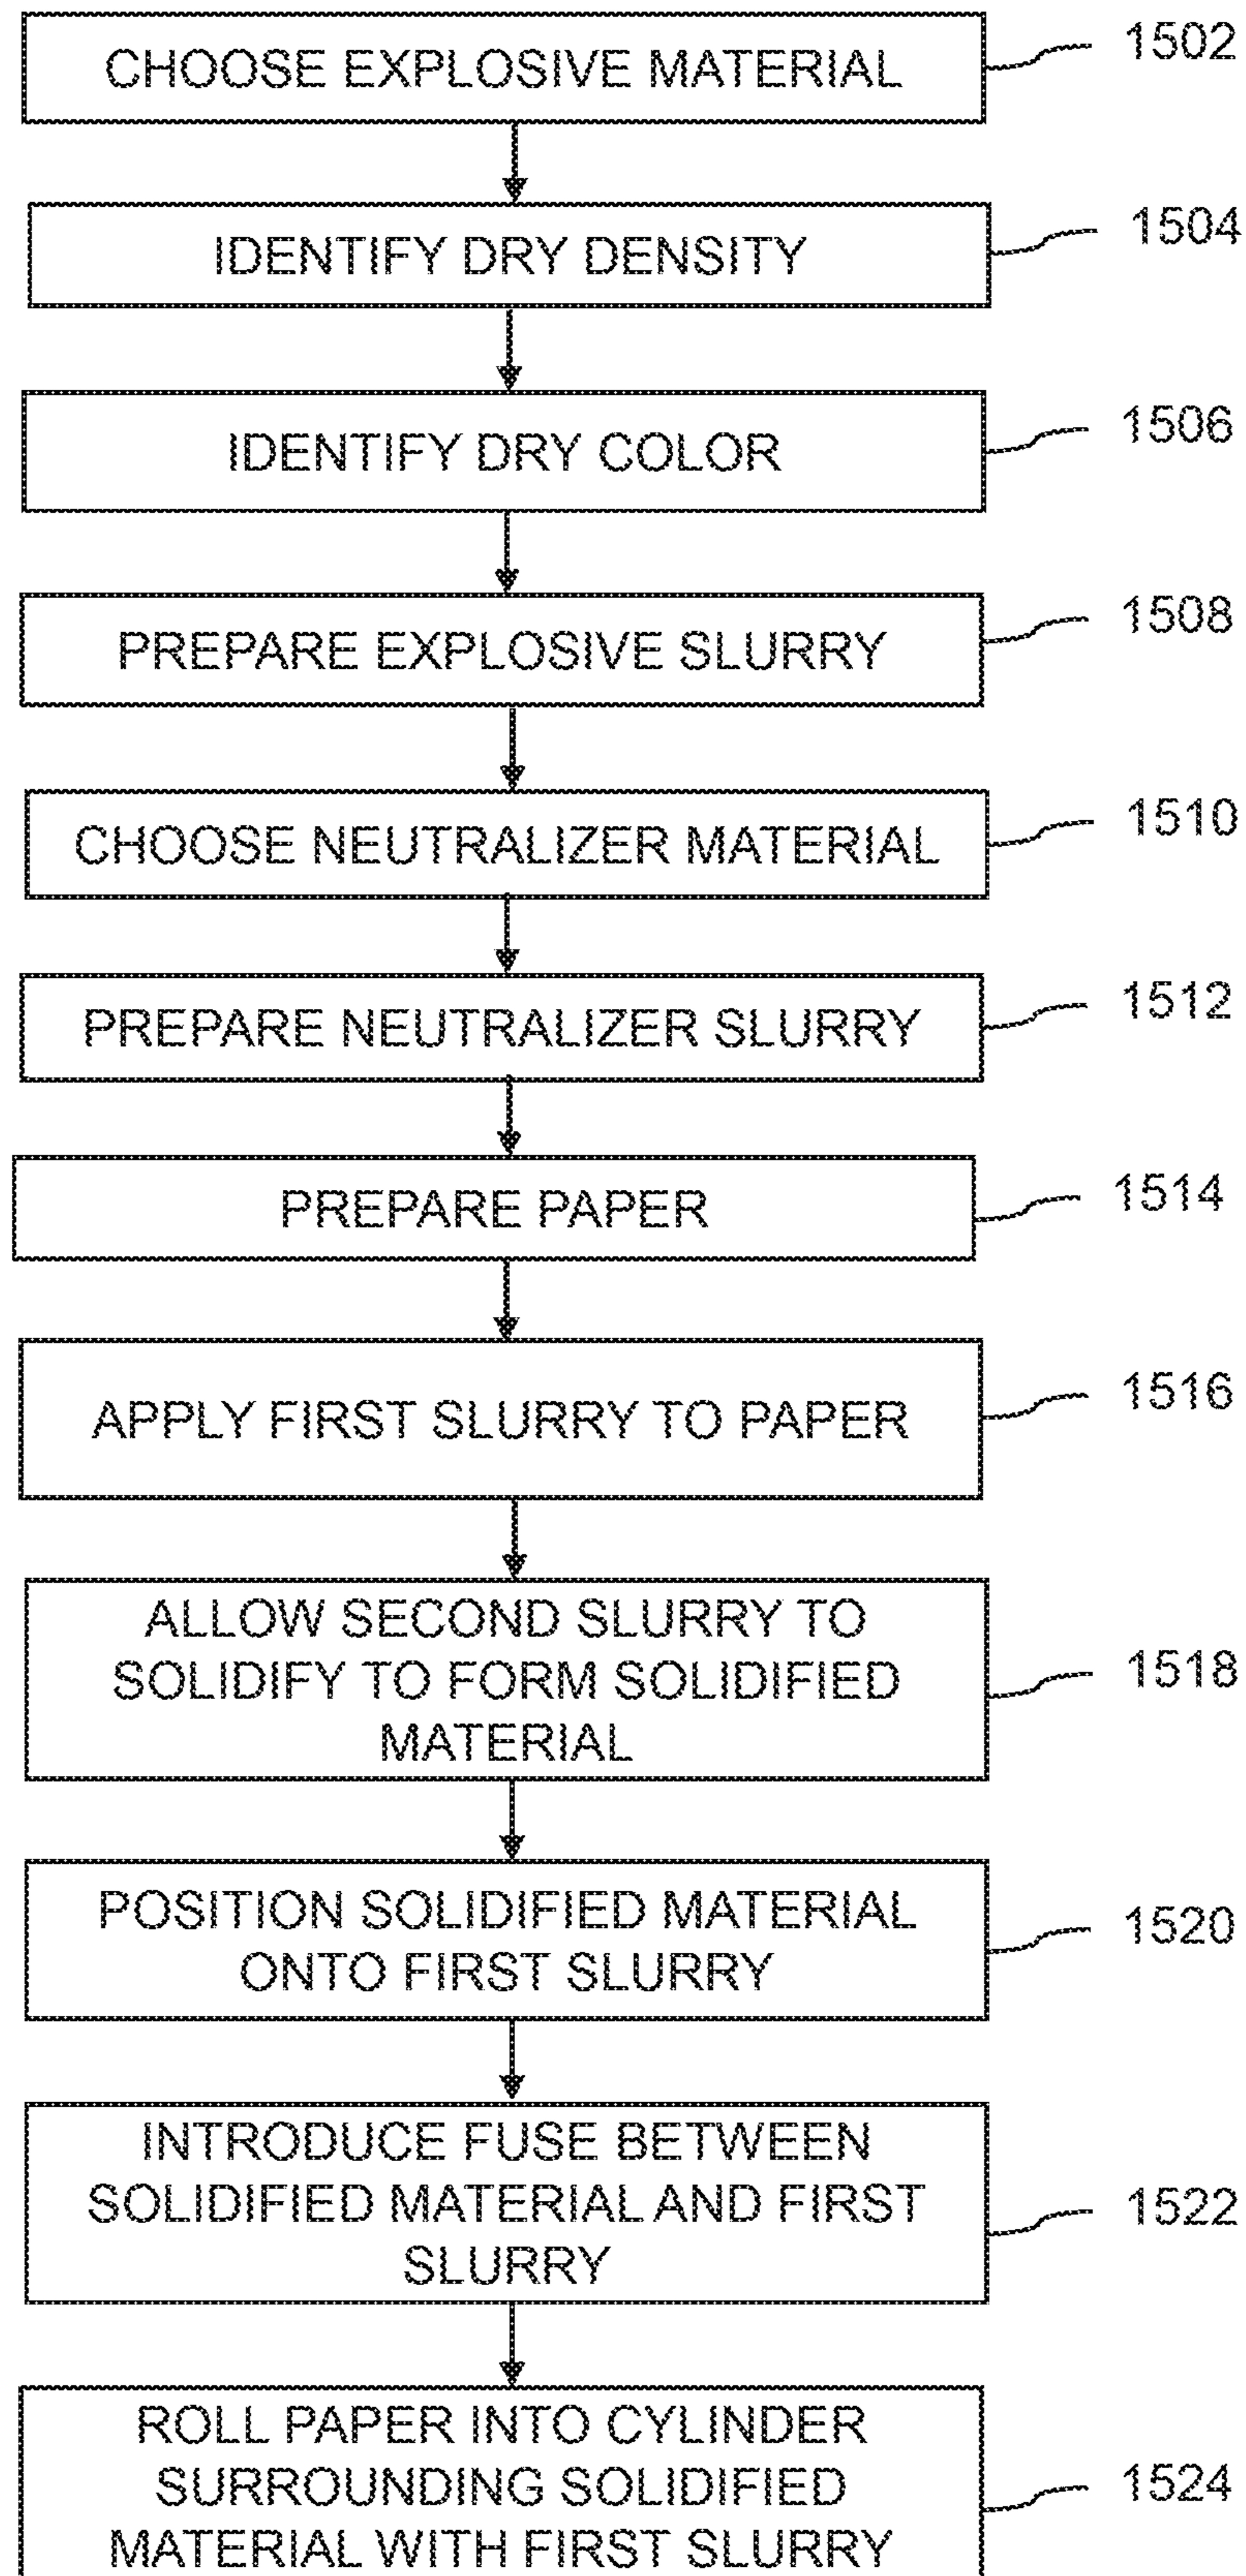 CHOOSE EXPLOSIVE MATERIAL
1502
IDENTIFY DRY DENSITY
1504
IDENTIFY DRY COLOR
1506
PREPARE EXPLOSIVE SLURRY
1508
CHOOSE NEUTRALIZER MATERIAL
1510
PREPARE NEUTRALIZER SLURRY
1512
PREPARE PAPER
1514
APPLY FIRST SLURRY TO PAPER
1516
ALLOW SECOND SLURRY TO
SOLIDIFY TO FORM SOLIDIFIED
MATERIAL
1518
POSITION SOLIDIFIED MATERIAL
ONTO FIRST SLURRY
1520
INTRODUCE FUSE BETWEEN
SOLIDIFIED MATERIAL AND FIRST
SLURRY
1522
ROLL PAPER INTO CYLINDER
SURROUNDING SOLIDIFIED
MATERIAL WITH FIRST SLURRY
1524